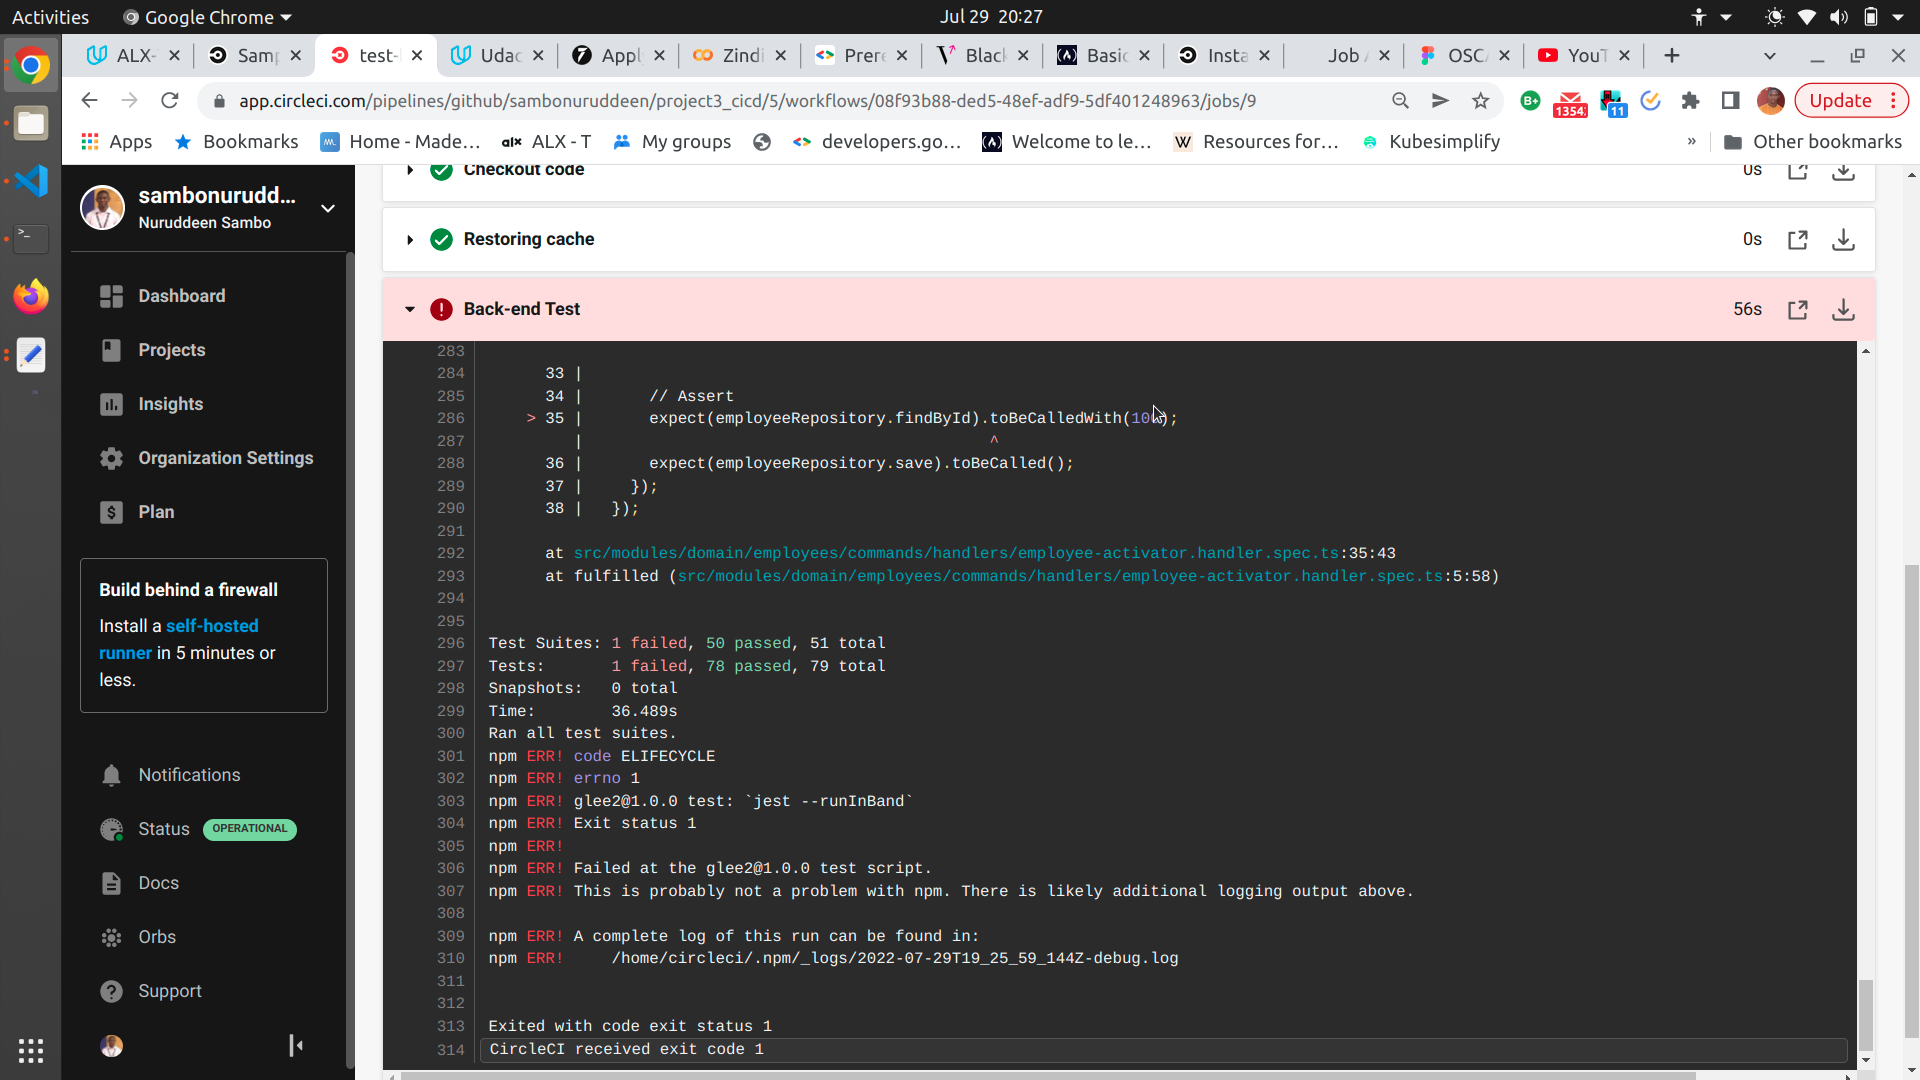 Activities
Google Chrome
Jul 29 20:27
ALX-
Samp
test-
Udac
Apply
Zindi
Prere
Black
Basic
Insta
Job A
OSCA
YouT
app.circleci.com/pipelines/github/sambonuruddeen/project3_cicd/5/workflows/08f93b88-ded5-48ef-adf9-5df401248963/jobs/9
1354
11
Update
Apps
Bookmarks
Home - Made...
alx ALX - T
My groups
developers.go...
Welcome to le...
W Resources for...
Kubesimplify
»
Other bookmarks
sambonurudd...
Nuruddeen Sambo
Dashboard
Projects
Insights
Organization Settings
Plan
Build behind a firewall
Install a self-hosted
runner in 5 minutes or
less.
Notifications
Status OPERATIONAL
Docs
Orbs
Support
Checkout code 0s
Restoring cache 0s
Back-end Test 56s
283
284 33 |
285 34 | // Assert
286 > 35 | expect(employeeRepository.findById).toBeCalledWith(100);
287 | ^
288 36 | expect(employeeRepository.save).toBeCalled();
289 37 | });
290 38 | });
291
292 at src/modules/domain/employees/commands/handlers/employee-activator.handler.spec.ts:35:43
293 at fulfilled (src/modules/domain/employees/commands/handlers/employee-activator.handler.spec.ts:5:58)
294
295
296 Test Suites: 1 failed, 50 passed, 51 total
297 Tests: 1 failed, 78 passed, 79 total
298 Snapshots: 0 total
299 Time: 36.489s
300 Ran all test suites.
301 npm ERR! code ELIFECYCLE
302 npm ERR! errno 1
303 npm ERR! glee2@1.0.0 test: `jest --runInBand`
304 npm ERR! Exit status 1
305 npm ERR!
306 npm ERR! Failed at the glee2@1.0.0 test script.
307 npm ERR! This is probably not a problem with npm. There is likely additional logging output above.
308
309 npm ERR! A complete log of this run can be found in:
310 npm ERR! /home/circleci/.npm/_logs/2022-07-29T19_25_59_144Z-debug.log
311
312
313 Exited with code exit status 1
314 CircleCI received exit code 1